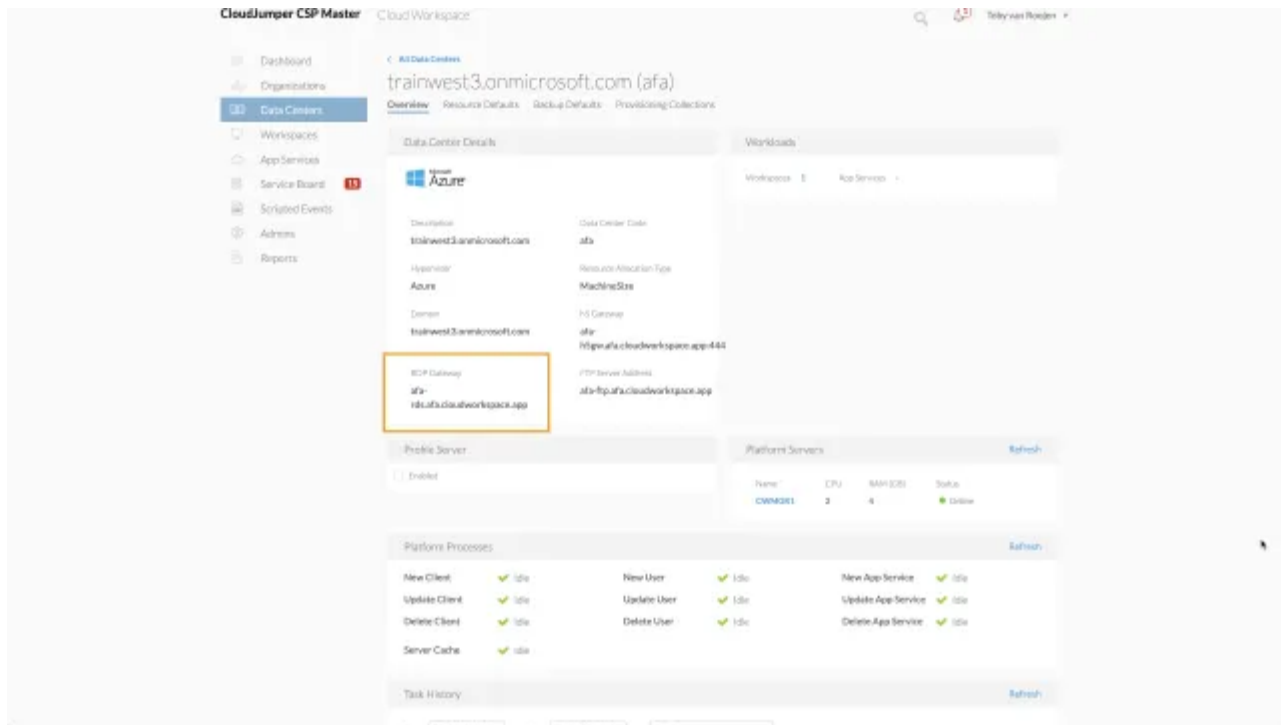 CloudJumper CSP Master
Cloud Workspace
Dashboard
Organizations
Data Centers
Workspaces
App Services
Service Board 15
Scripted Events
Admins
Reports
< All Data Centers
trainwest3.onmicrosoft.com (afa)
Overview Resource Defaults Backup Defaults Provisioning Collections
Data Center Details
Microsoft
Azure
Description
trainwest3.onmicrosoft.com
Data Center Code
afa
Hypervisor
Azure
Resource Allocation Type
MachineSize
Domain
trainwest3.onmicrosoft.com
h5 Gateway
afa-
h5gw.afa.cloudworkspace.app:444
RDP Gateway
afa-
rds.afa.cloudworkspace.app
FTP Server Address
afa-ftp.afa.cloudworkspace.app
Workloads
Workspaces App Services -
Profile Server
Enabled
Platform Servers Refresh
Name CPU RAM (GB) Status
CWMGR1 2 4 Online
Platform Processes Refresh
New Client Idle New User Idle New App Service Idle
Update Client Idle Update User Idle Update App Service Idle
Delete Client Idle Delete User Idle Delete App Service Idle
Server Cache Idle
Task History Refresh